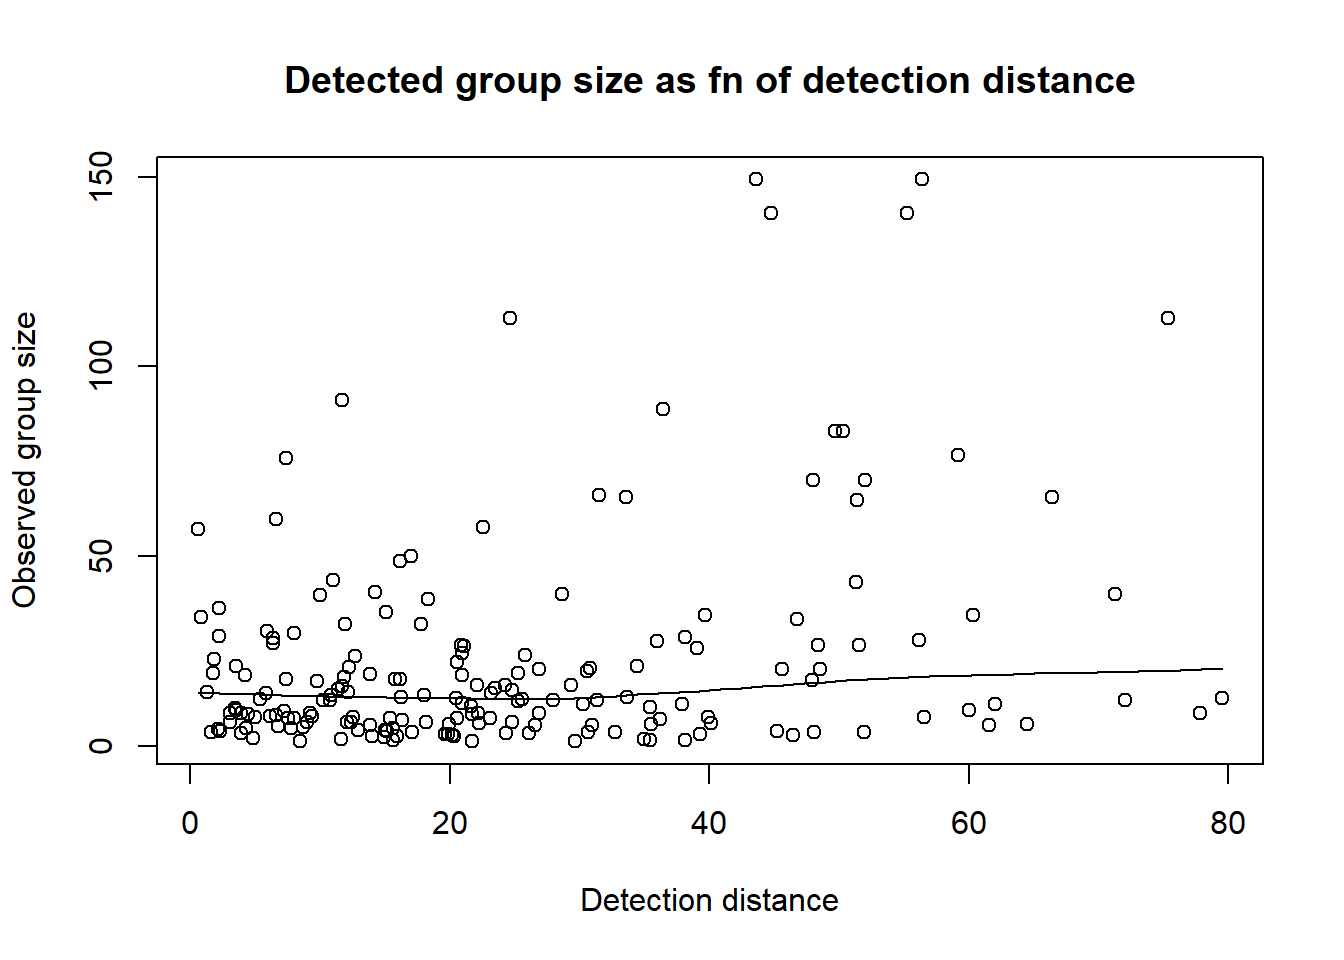 Detected group size as fn of detection distance
150
100
50
0
Observed group size
0 20 40 60 80
Detection distance